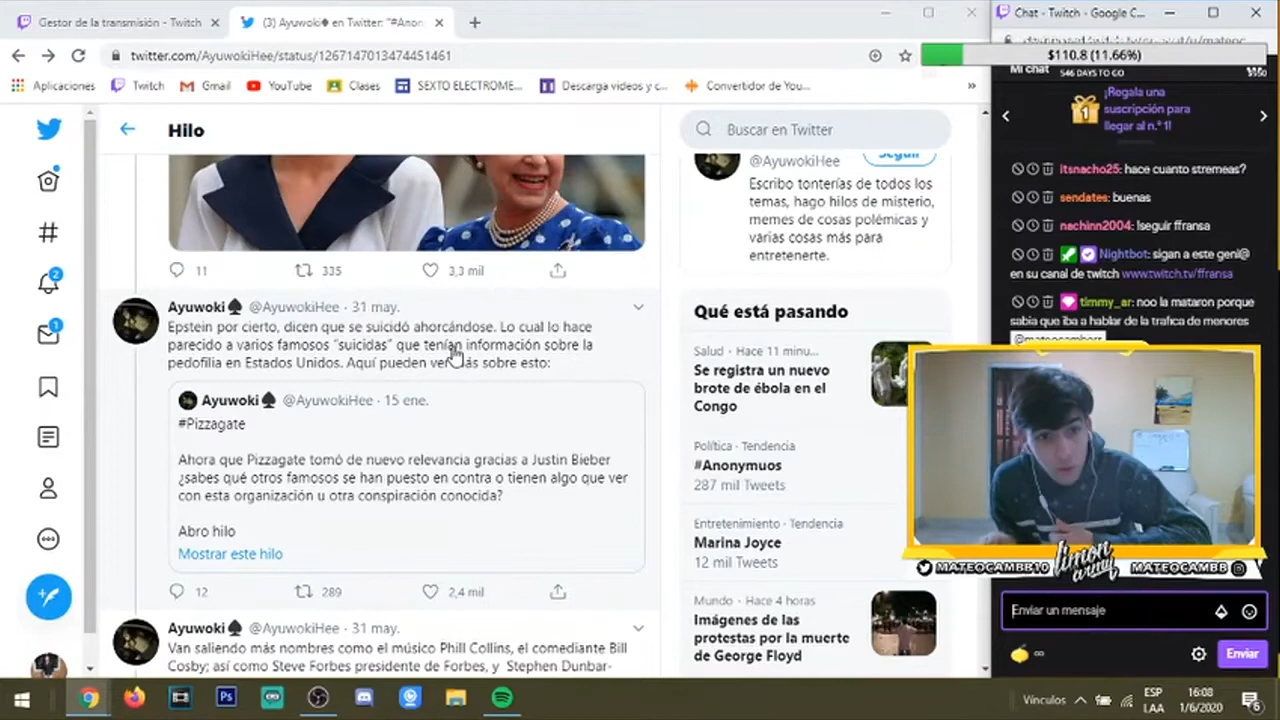 Gestor de la transmisión - Twitch
(3) Ayuwoki♠ en Twitter: "#Anon
Chat - Twitch - Google C...
twitter.com/AyuwokiHee/status/1267147013474451461
$110.8 (11.66%)
Aplicaciones
Twitch
Gmail
YouTube
Clases
SEXTO ELECTROME...
Descarga videos y c...
Convertidor de You...
»
Mi chat
546 DAYS TO GO
Hilo
Buscar en Twitter
11
335
3,3 mil
Ayuwoki♠ @AyuwokiHee · 31 may.
Epstein por cierto, dicen que se suicidó ahorcándose. Lo cual lo hace
parecido a varios famosos "suicidas" que tenían información sobre la
pedofilia en Estados Unidos. Aquí pueden ver más sobre esto:
Ayuwoki♠ @AyuwokiHee · 15 ene.
#Pizzagate
Ahora que Pizzagate tomó de nuevo relevancia gracias a Justin Bieber
¿sabes qué otros famosos se han puesto en contra o tienen algo que ver
con esta organización u otra conspiración conocida?
Abro hilo
Mostrar este hilo
12
289
2,4 mil
Ayuwoki♠ @AyuwokiHee · 31 may.
Van saliendo más nombres como el músico Phill Collins, el comediante Bill
Cosby; así como Steve Forbes presidente de Forbes, y Stephen Dunbar-
@AyuwokiHee
Seguir
Escribo tonterías de todos los
temas, hago hilos de misterio,
memes de cosas polémicas y
varias cosas más para
entretenerte.
Qué está pasando
Salud · Hace 11 minu...
Se registra un nuevo
brote de ébola en el
Congo
Política · Tendencia
#Anonymuos
287 mil Tweets
Entretenimiento · Tendencia
Marina Joyce
12 mil Tweets
Mundo · Hace 4 horas
Imágenes de las
protestas por la muerte
de George Floyd
¡Regala una
suscripción para
llegar al n.º 1!
1
itsnacho25: hace cuanto stremeas?
sendates: buenas
nachinn2004: !seguir ffransa
Nightbot: sigan a este geni@
en su canal de twitch www.twitch.tv/ffransa
timmy_ar: noo la mataron porque
sabia que iba a hablar de la trafica de menores
MATEOCAMBB10
limon
army
MATEOCAMBB
Enviar un mensaje
∞
Enviar
2
1
Vínculos
ESP
LAA
16:08
1/6/2020
6